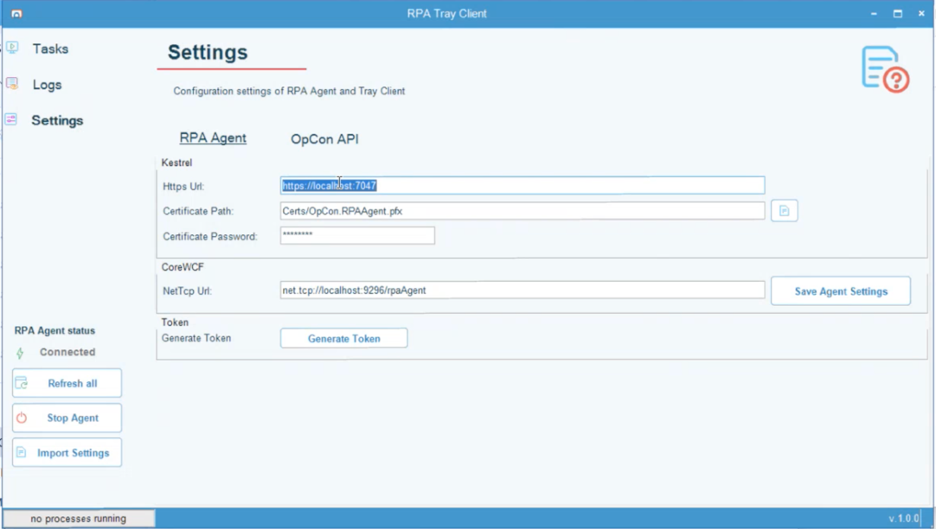 RPA Tray Client
Tasks
Logs
Settings
Settings
Configuration settings of RPA Agent and Tray Client
RPA Agent OpCon API
Kestrel
Https Url: https://localhost:7047
Certificate Path: Certs/OpCon.RPAAgent.pfx
Certificate Password: ********
CoreWCF
NetTcp Url: net.tcp://localhost:9296/rpaAgent Save Agent Settings
Token
Generate Token Generate Token
RPA Agent status
Connected
Refresh all
Stop Agent
Import Settings
no processes running v.1.0.0